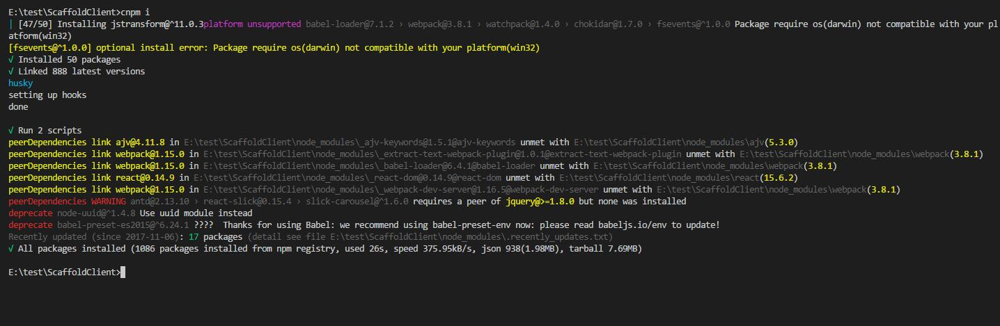 E:\test\ScaffoldClient>cnpm i
| [47/50] Installing jstransform@^11.0.3platform unsupported babel-loader@7.1.2 › webpack@3.8.1 › watchpack@1.4.0 › chokidar@1.7.0 › fsevents@^1.0.0 Package require os(darwin) not compatible with your pl
atform(win32)
[fsevents@^1.0.0] optional install error: Package require os(darwin) not compatible with your platform(win32)
√ Installed 50 packages
√ Linked 888 latest versions
husky
setting up hooks
done
√ Run 2 scripts
peerDependencies link ajv@4.11.8 in E:\test\ScaffoldClient\node_modules\_ajv-keywords@1.5.1@ajv-keywords unmet with E:\test\ScaffoldClient\node_modules\ajv(5.3.0)
peerDependencies link webpack@1.15.0 in E:\test\ScaffoldClient\node_modules\_extract-text-webpack-plugin@1.0.1@extract-text-webpack-plugin unmet with E:\test\ScaffoldClient\node_modules\webpack(3.8.1)
peerDependencies link webpack@1.15.0 in E:\test\ScaffoldClient\node_modules\_babel-loader@6.4.1@babel-loader unmet with E:\test\ScaffoldClient\node_modules\webpack(3.8.1)
peerDependencies link react@0.14.9 in E:\test\ScaffoldClient\node_modules\_react-dom@0.14.9@react-dom unmet with E:\test\ScaffoldClient\node_modules\react(15.6.2)
peerDependencies link webpack@1.15.0 in E:\test\ScaffoldClient\node_modules\_webpack-dev-server@1.16.5@webpack-dev-server unmet with E:\test\ScaffoldClient\node_modules\webpack(3.8.1)
peerDependencies WARNING antd@2.13.10 › react-slick@0.15.4 › slick-carousel@^1.6.0 requires a peer of jquery@>=1.8.0 but none was installed
deprecate node-uuid@^1.4.8 Use uuid module instead
deprecate babel-preset-es2015@^6.24.1 ????  Thanks for using Babel: we recommend using babel-preset-env now: please read babeljs.io/env to update!
Recently updated (since 2017-11-06): 17 packages (detail see file E:\test\ScaffoldClient\node_modules\.recently_updates.txt)
√ All packages installed (1086 packages installed from npm registry, used 26s, speed 375.95kB/s, json 938(1.98MB), tarball 7.69MB)
E:\test\ScaffoldClient>